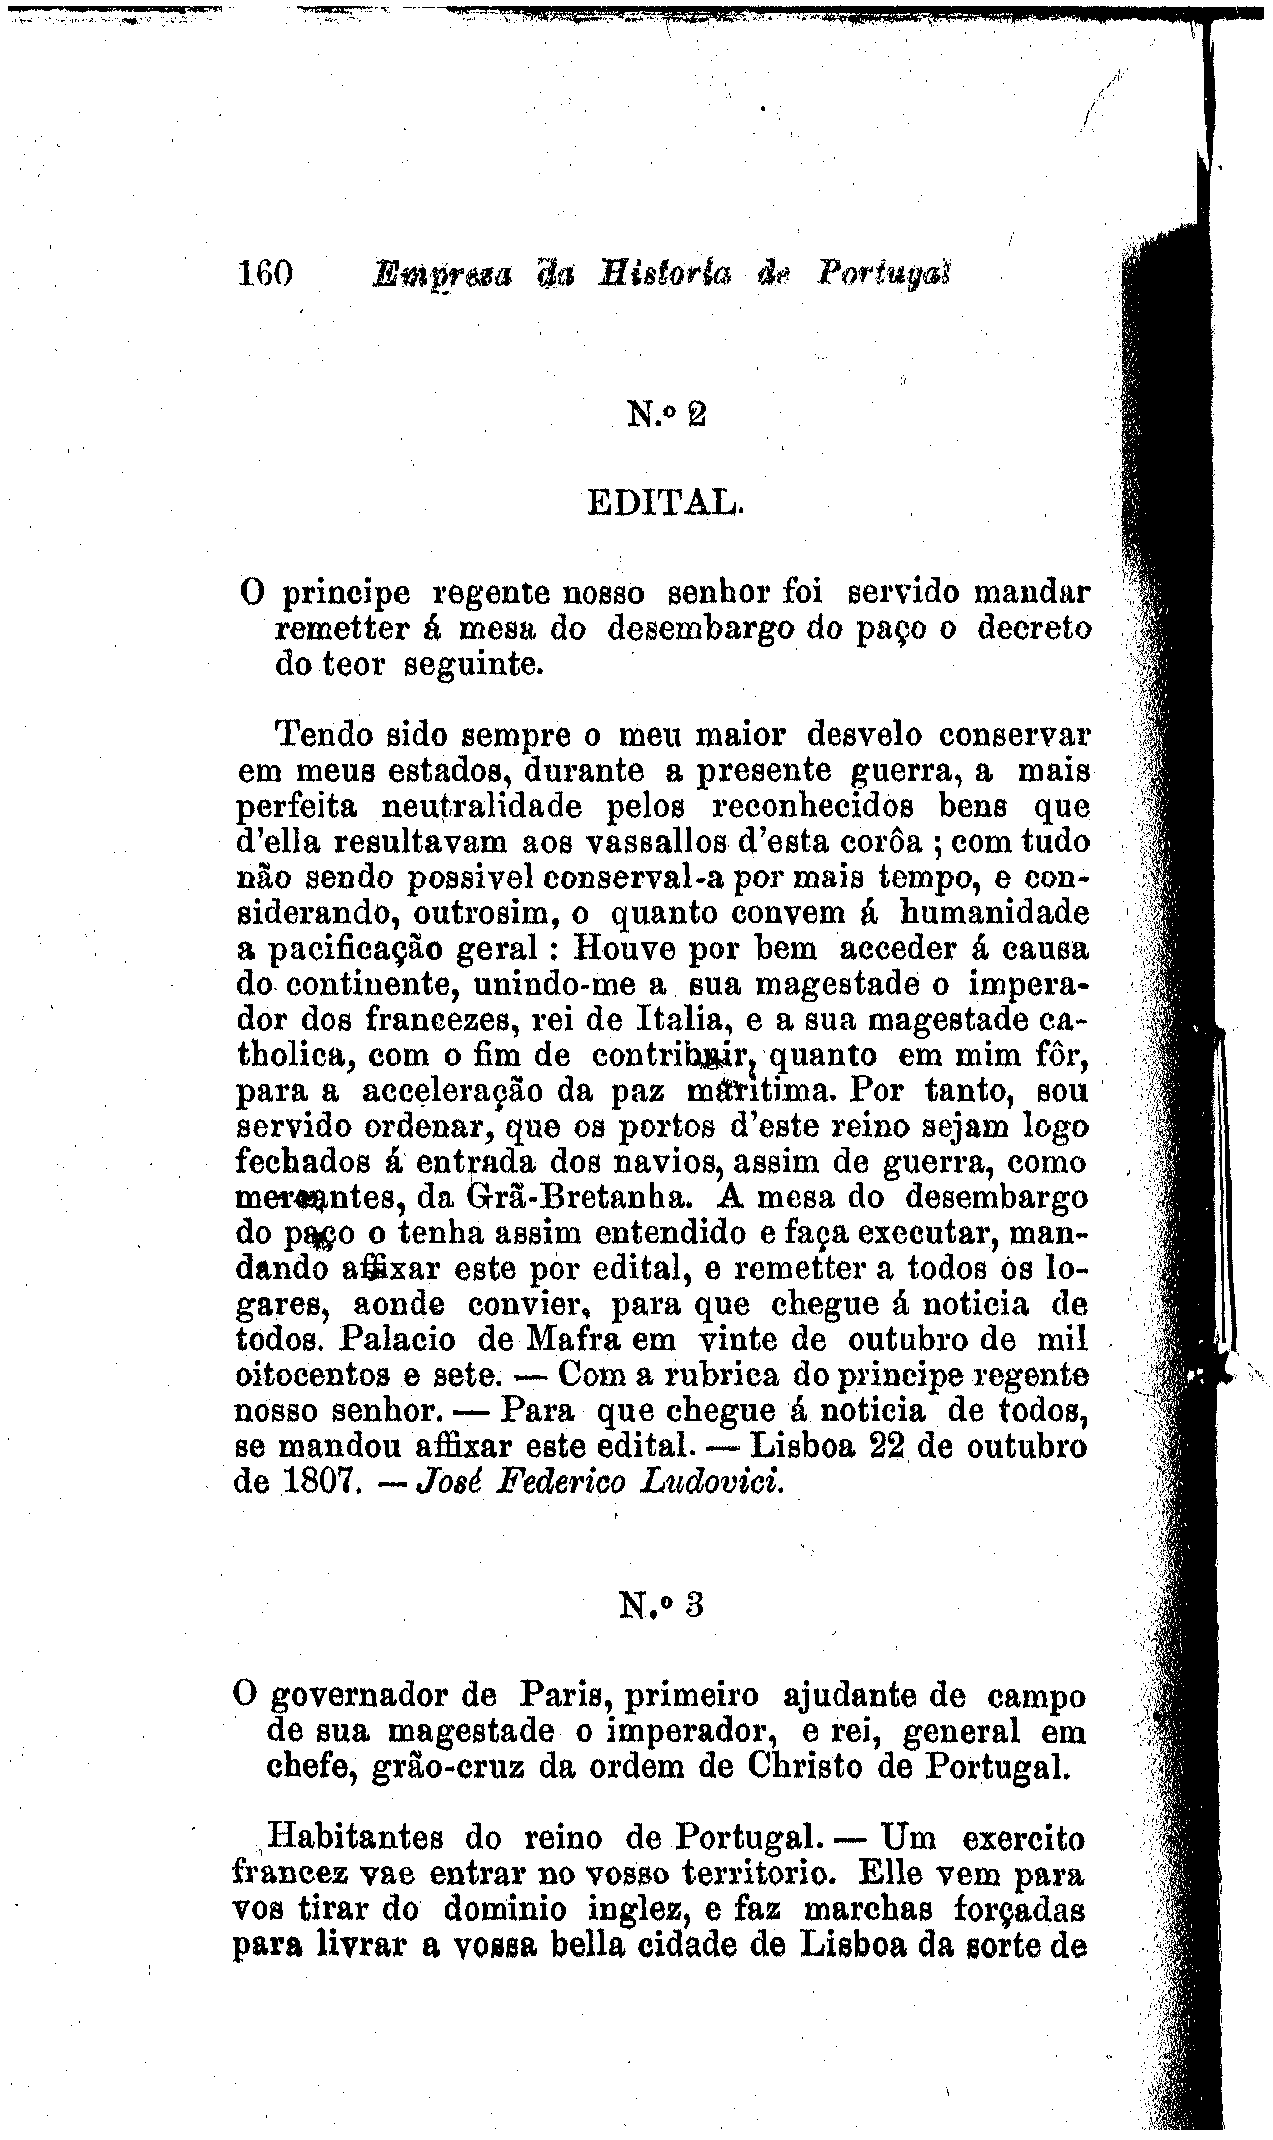 160 Empreza da Historia de Portugal
N.º 2
EDITAL.
O principe regente nosso senhor foi servido mandar
remetter á mesa do desembargo do paço o decreto
do teor seguinte.
Tendo sido sempre o meu maior desvelo conservar
em meus estados, durante a presente guerra, a mais
perfeita neutralidade pelos reconhecidos bens que
d'ella resultavam aos vassallos d'esta corôa ; com tudo
não sendo possivel conserval-a por mais tempo, e con-
siderando, outrosim, o quanto convem á humanidade
a pacificação geral : Houve por bem acceder á causa
do continente, unindo-me a sua magestade o impera-
dor dos francezes, rei de Italia, e a sua magestade ca-
tholica, com o fim de contribuir, quanto em mim fôr,
para a acceleração da paz maritima. Por tanto, sou
servido ordenar, que os portos d'este reino sejam logo
fechados á entrada dos navios, assim de guerra, como
mercantes, da Grã-Bretanha. A mesa do desembargo
do paço o tenha assim entendido e faça executar, man-
dando affixar este por edital, e remetter a todos os lo-
gares, aonde convier, para que chegue á noticia de
todos. Palacio de Mafra em vinte de outubro de mil
oitocentos e sete. — Com a rubrica do principe regente
nosso senhor. — Para que chegue á noticia de todos,
se mandou affixar este edital. — Lisboa 22 de outubro
de 1807. — José Federico Ludovici.
N.º 3
O governador de Paris, primeiro ajudante de campo
de sua magestade o imperador, e rei, general em
chefe, grão-cruz da ordem de Christo de Portugal.
Habitantes do reino de Portugal. — Um exercito
francez vae entrar no vosso territorio. Elle vem para
vos tirar do dominio inglez, e faz marchas forçadas
para livrar a vossa bella cidade de Lisboa da sorte de